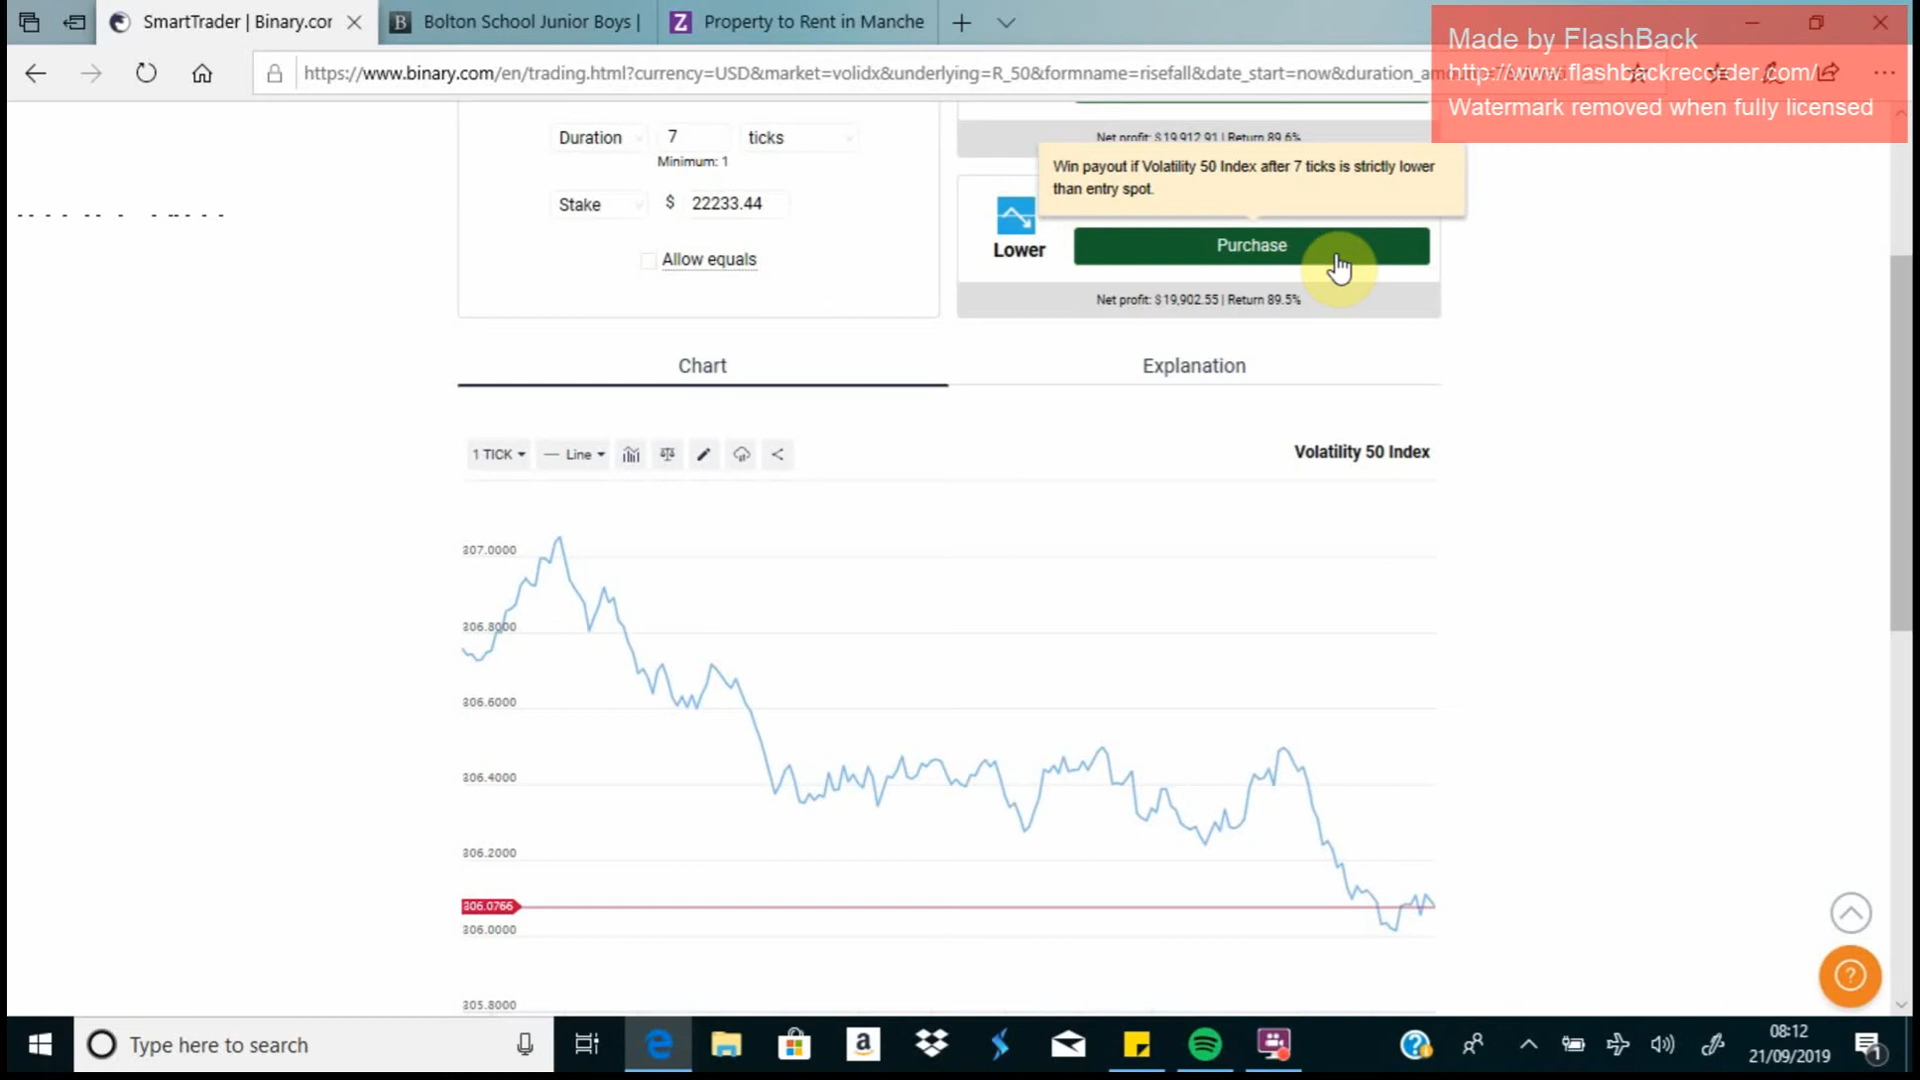 SmartTrader | Binary.cor
Bolton School Junior Boys |
Property to Rent in Manche
Made by FlashBack
https://www.binary.com/en/trading.html?currency=USD&market=volidx&underlying=R_50&formname=risefall&date_start=now&duration_am
http://www.flashbackrecorder.com/
Watermark removed when fully licensed
Duration 7 ticks
Minimum: 1
Net profit: $19,912.91 | Return 89.6%
Win payout if Volatility 50 Index after 7 ticks is strictly lower
than entry spot.
Stake $ 22233.44
Lower
Purchase
Allow equals
Net profit: $19,902.55 | Return 89.5%
Chart
Explanation
1 TICK
Line
Volatility 50 Index
307.0000
306.8000
306.6000
306.4000
306.2000
306.0766
306.0000
305.8000
Type here to search
08:12
21/09/2019
1